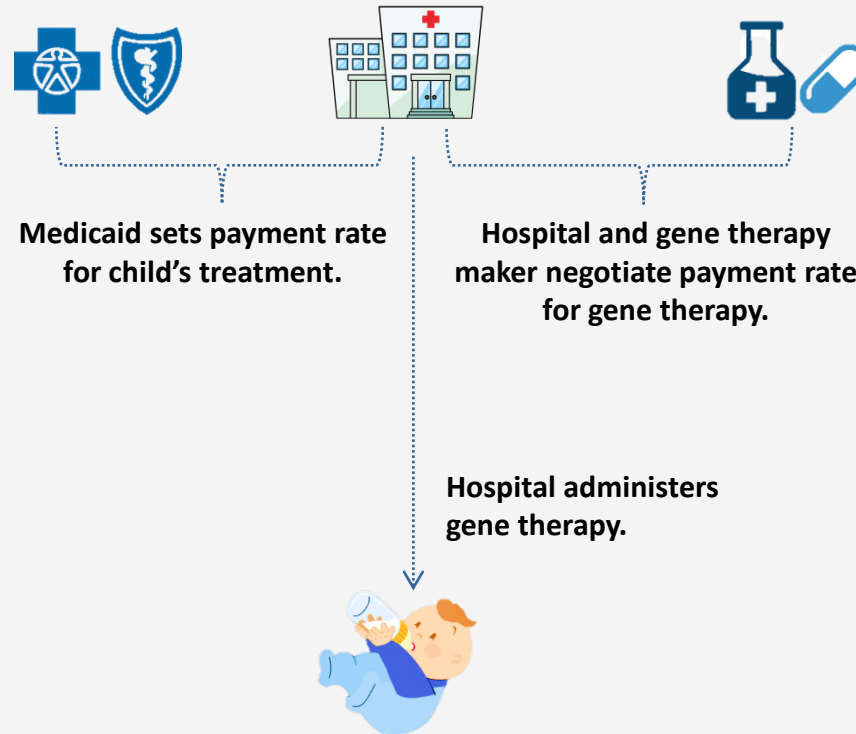 Medicaid sets payment rate
for child’s treatment.
Hospital and gene therapy
maker negotiate payment rate
for gene therapy.
Hospital administers
gene therapy.